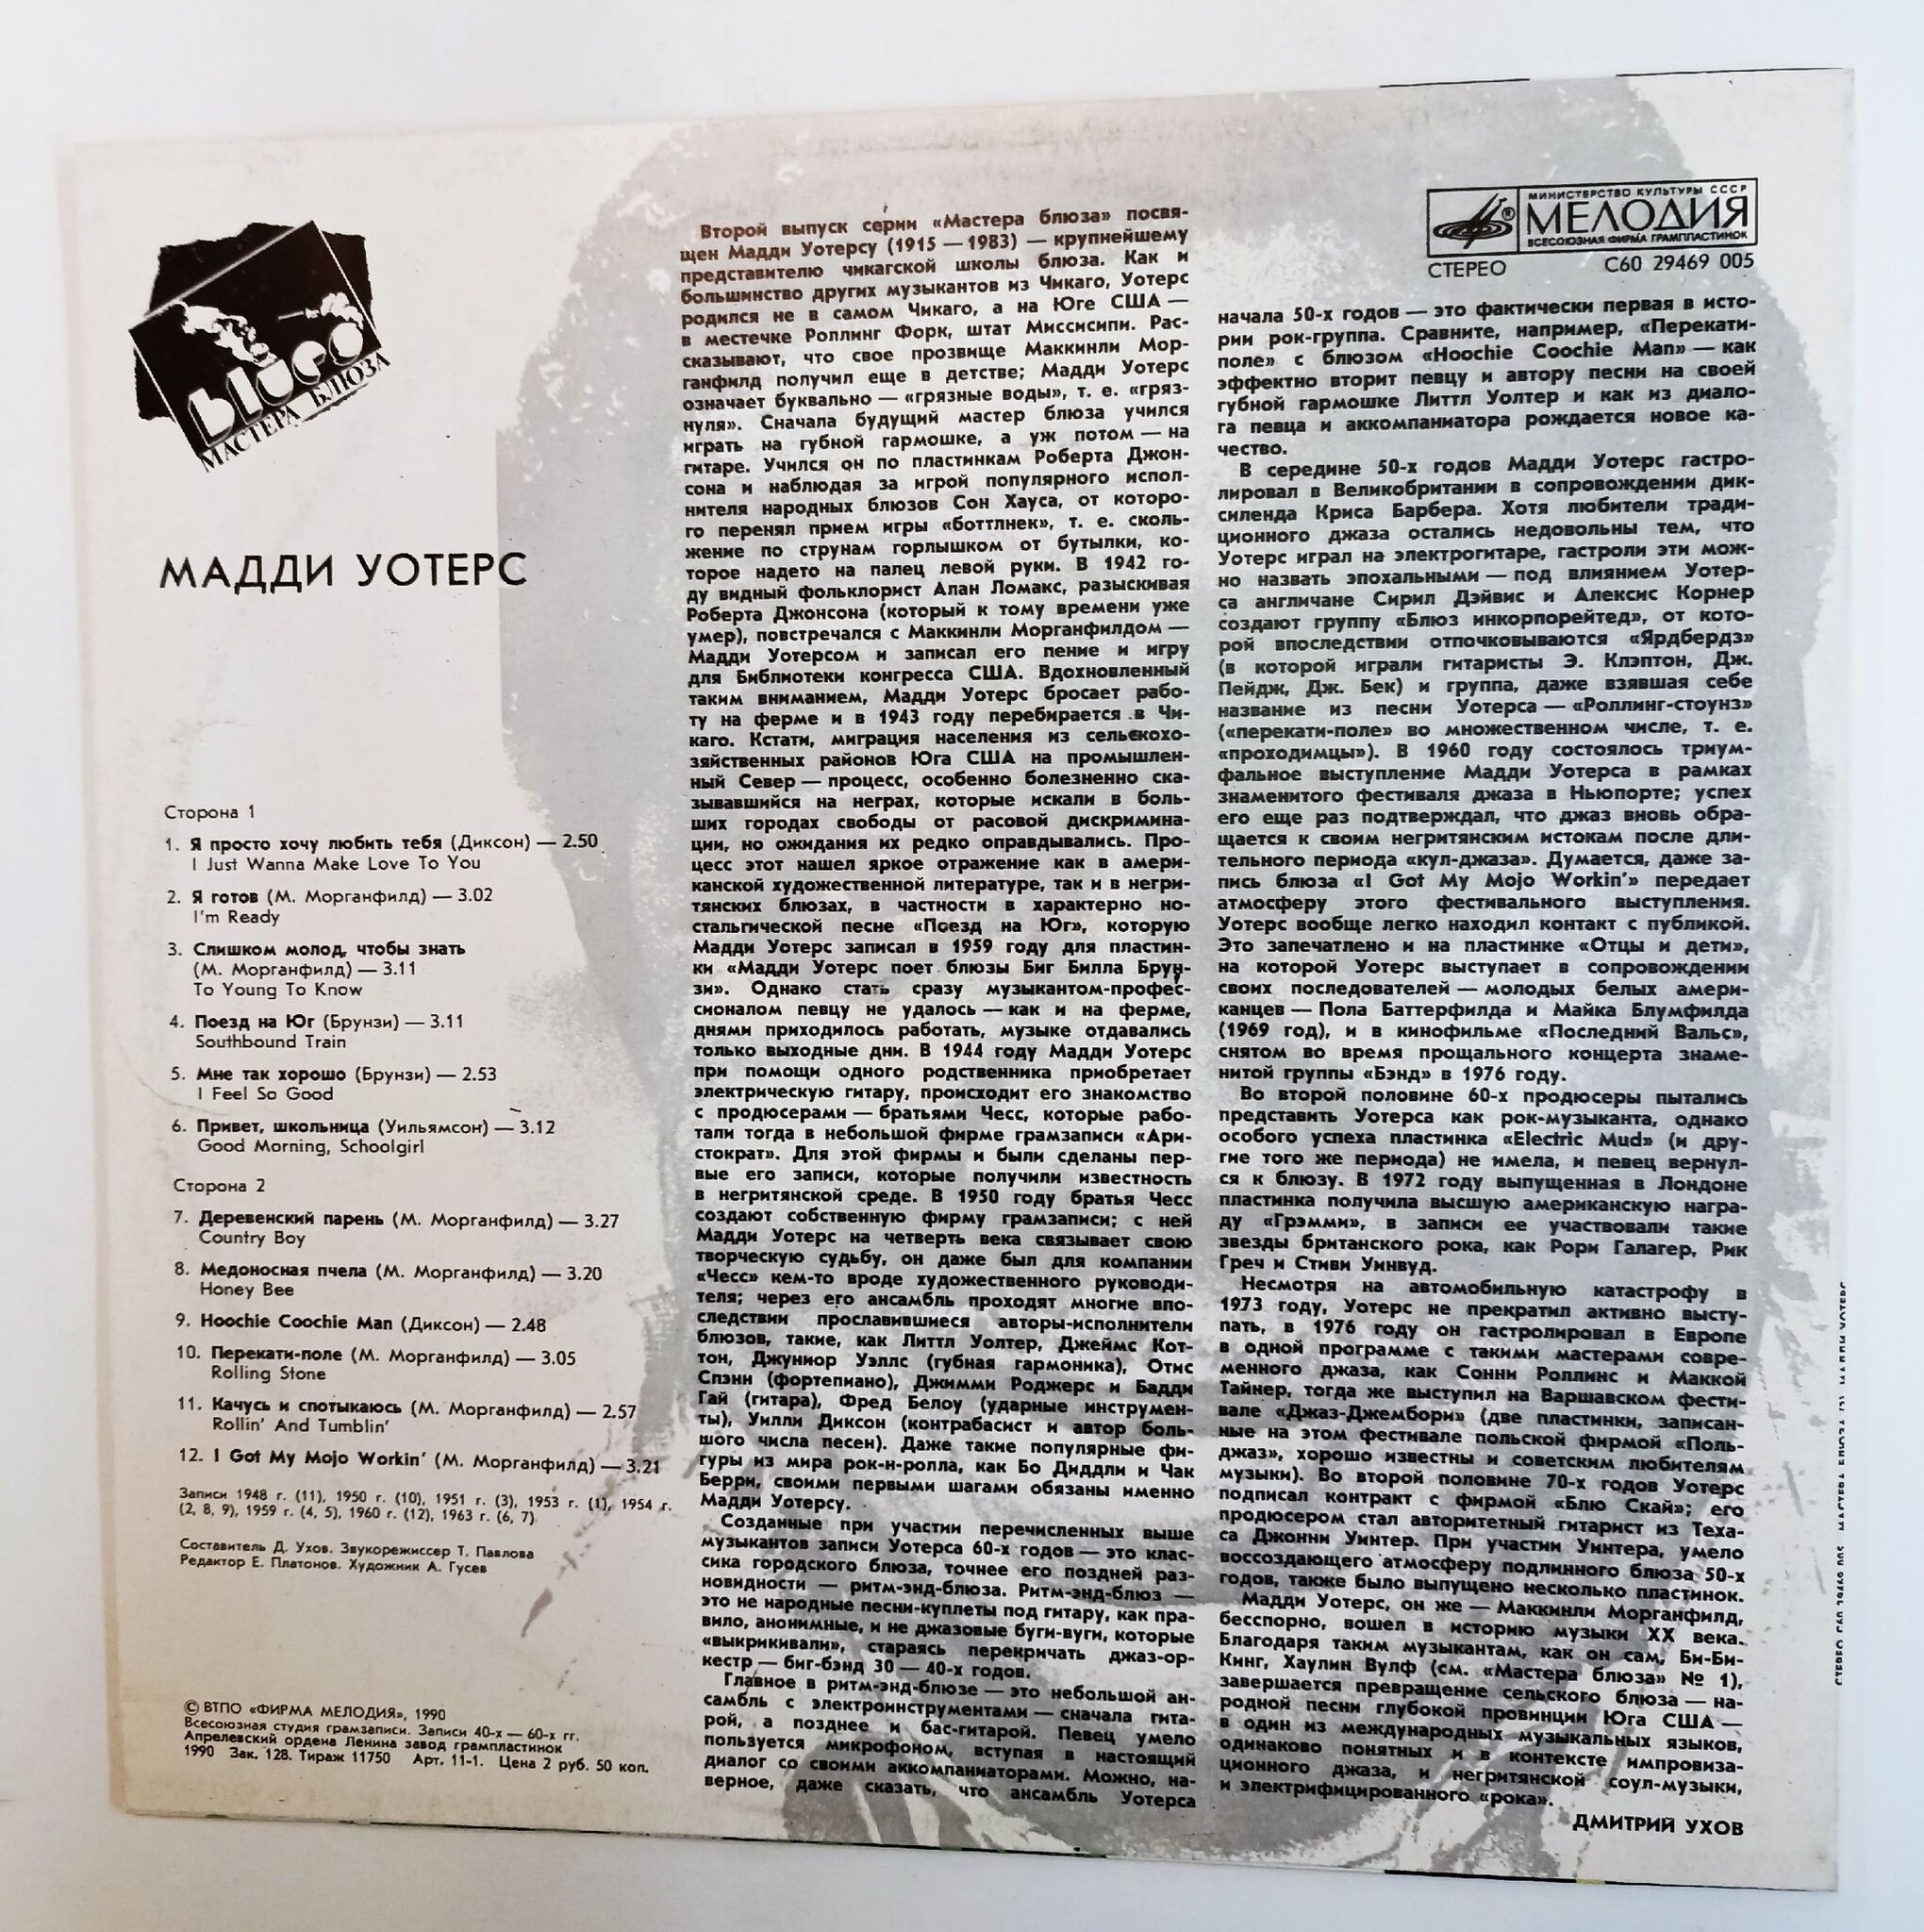 blues
МАСТЕРА БЛЮЗА
МАДДИ УОТЕРС
Сторона 1
1. Я просто хочу любить тебя (Диксон) — 2.50
I Just Wanna Make Love To You
2. Я готов (М. Морганфилд) — 3.02
I'm Ready
3. Слишком молод, чтобы знать
(М. Морганфилд) — 3.11
To Young To Know
4. Поезд на Юг (Брунзи) — 3.11
Southbound Train
5. Мне так хорошо (Брунзи) — 2.53
I Feel So Good
6. Привет, школьница (Уильямсон) — 3.12
Good Morning, Schoolgirl
Сторона 2
7. Деревенский парень (М. Морганфилд) — 3.27
Country Boy
8. Медоносная пчела (М. Морганфилд) — 3.20
Honey Bee
9. Hoochie Coochie Man (Диксон) — 2.48
10. Перекати-поле (М. Морганфилд) — 3.05
Rolling Stone
11. Качусь и спотыкаюсь (М. Морганфилд) — 2.57
Rollin' And Tumblin'
12. I Got My Mojo Workin' (М. Морганфилд) — 3.21
Записи 1948 г. (11), 1950 г. (10), 1951 г. (3), 1953 г. (1), 1954 г.
(2, 8, 9), 1959 г. (4, 5), 1960 г. (12), 1963 г. (6, 7)
Составитель Д. Ухов. Звукорежиссер Т. Павлова
Редактор Е. Платонов. Художник А. Гусев
© ВТПО «ФИРМА МЕЛОДИЯ», 1990
Всесоюзная студия грамзаписи. Записи 40-х — 60-х гг.
Апрелевский ордена Ленина завод грампластинок
1990 Зак. 128. Тираж 11750 Арт. 11-1. Цена 2 руб. 50 коп.
Второй выпуск серии «Мастера блюза» посвя-
щен Мадди Уотерсу (1915 — 1983) — крупнейшему
представителю чикагской школы блюза. Как и
большинство других музыкантов из Чикаго, Уотерс
родился не в самом Чикаго, а на Юге США —
в местечке Роллинг Форк, штат Миссисипи. Рас-
сказывают, что свое прозвище Маккинли Мор-
ганфилд получил еще в детстве; Мадди Уотерс
означает буквально — «грязные воды», т. е. «гряз-
нуля». Сначала будущий мастер блюза учился
играть на губной гармошке, а уж потом — на
гитаре. Учился он по пластинкам Роберта Джон-
сона и наблюдая за игрой популярного испол-
нителя народных блюзов Сон Хауса, от которо-
го перенял прием игры «боттлнек», т. е. сколь-
жение по струнам горлышком от бутылки, ко-
торое надето на палец левой руки. В 1942 го-
ду видный фольклорист Алан Ломакс, разыскивая
Роберта Джонсона (который к тому времени уже
умер), повстречался с Маккинли Морганфилдом —
Мадди Уотерсом и записал его пение и игру
для Библиотеки конгресса США. Вдохновленный
таким вниманием, Мадди Уотерс бросает рабо-
ту на ферме и в 1943 году перебирается в Чи-
каго. Кстати, миграция населения из сельскохо-
зяйственных районов Юга США на промышлен-
ный Север — процесс, особенно болезненно ска-
зывавшийся на неграх, которые искали в боль-
ших городах свободы от расовой дискримина-
ции, но ожидания их редко оправдывались. Про-
цесс этот нашел яркое отражение как в амери-
канской художественной литературе, так и в негри-
тянских блюзах, в частности в характерно но-
стальгической песне «Поезд на Юг», которую
Мадди Уотерс записал в 1959 году для пластин-
ки «Мадди Уотерс поет блюзы Биг Билла Брун-
зи». Однако стать сразу музыкантом-профес-
сионалом певцу не удалось — как и на ферме,
днями приходилось работать, музыке отдавались
только выходные дни. В 1944 году Мадди Уотерс
при помощи одного родственника приобретает
электрическую гитару, происходит его знакомство
с продюсерами — братьями Чесс, которые рабо-
тали тогда в небольшой фирме грамзаписи «Ари-
стократ». Для этой фирмы и были сделаны пер-
вые его записи, которые получили известность
в негритянской среде. В 1950 году братья Чесс
создают собственную фирму грамзаписи; с ней
Мадди Уотерс на четверть века связывает свою
творческую судьбу, он даже был для компании
«Чесс» кем-то вроде художественного руководи-
теля; через его ансамбль проходят многие впо-
следствии прославившиеся авторы-исполнители
блюзов, такие, как Литтл Уолтер, Джеймс Кот-
тон, Джуниор Уэллс (губная гармоника), Отис
Спэнн (фортепиано), Джимми Роджерс и Бадди
Гай (гитара), Фред Белоу (ударные инструмен-
ты), Уилли Диксон (контрабасист и автор боль-
шого числа песен). Даже такие популярные фи-
гуры из мира рок-н-ролла, как Бо Диддли и Чак
Берри, своими первыми шагами обязаны именно
Мадди Уотерсу.
Созданные при участии перечисленных выше
музыкантов записи Уотерса 60-х годов — это клас-
сика городского блюза, точнее его поздней раз-
новидности — ритм-энд-блюза. Ритм-энд-блюз —
это не народные песни-куплеты под гитару, как пра-
вило, анонимные, и не джазовые буги-вуги, которые
«выкрикивали», стараясь перекричать джаз-ор-
кестр — биг-бэнд 30 — 40-х годов.
Главное в ритм-энд-блюзе — это небольшой ан-
самбль с электроинструментами — сначала гита-
рой, а позднее и бас-гитарой. Певец умело
пользуется микрофоном, вступая в настоящий
диалог со своими аккомпаниаторами. Можно, на-
верное, даже сказать, что ансамбль Уотерса
МИНИСТЕРСТВО КУЛЬТУРЫ СССР
МЕЛОДИЯ
ВСЕСОЮЗНАЯ ФИРМА ГРАМПЛАСТИНОК
СТЕРЕО С60 29469 005
начала 50-х годов — это фактически первая в исто-
рии рок-группа. Сравните, например, «Перекати-
поле» с блюзом «Hoochie Coochie Man» — как
эффектно вторит певцу и автору песни на своей
губной гармошке Литтл Уолтер и как из диало-
га певца и аккомпаниатора рождается новое ка-
чество.
В середине 50-х годов Мадди Уотерс гастро-
лировал в Великобритании в сопровождении дик-
силенда Криса Барбера. Хотя любители тради-
ционного джаза остались недовольны тем, что
Уотерс играл на электрогитаре, гастроли эти мож-
но назвать эпохальными — под влиянием Уотер-
са англичане Сирил Дэйвис и Алексис Корнер
создают группу «Блюз инкорпорейтед», от кото-
рой впоследствии отпочковываются «Ярдбердз»
(в которой играли гитаристы Э. Клэптон, Дж.
Пейдж, Дж. Бек) и группа, даже взявшая себе
название из песни Уотерса — «Роллинг-стоунз»
(«перекати-поле» во множественном числе, т. е.
«проходимцы»). В 1960 году состоялось триум-
фальное выступление Мадди Уотерса в рамках
знаменитого фестиваля джаза в Ньюпорте; успех
его еще раз подтверждал, что джаз вновь обра-
щается к своим негритянским истокам после дли-
тельного периода «кул-джаза». Думается, даже за-
пись блюза «I Got My Mojo Workin'» передает
атмосферу этого фестивального выступления.
Уотерс вообще легко находил контакт с публикой.
Это запечатлено и на пластинке «Отцы и дети»,
на которой Уотерс выступает в сопровождении
своих последователей — молодых белых амери-
канцев — Пола Баттерфилда и Майка Блумфилда
(1969 год), и в кинофильме «Последний Вальс»,
снятом во время прощального концерта знаме-
нитой группы «Бэнд» в 1976 году.
Во второй половине 60-х продюсеры пытались
представить Уотерса как рок-музыканта, однако
особого успеха пластинка «Electric Mud» (и дру-
гие того же периода) не имела, и певец вернул-
ся к блюзу. В 1972 году выпущенная в Лондоне
пластинка получила высшую американскую награ-
ду «Грэмми», в записи ее участвовали такие
звезды британского рока, как Рори Галагер, Рик
Греч и Стиви Уинвуд.
Несмотря на автомобильную катастрофу в
1973 году, Уотерс не прекратил активно высту-
пать, в 1976 году он гастролировал в Европе
в одной программе с такими мастерами совре-
менного джаза, как Сонни Роллинс и Маккой
Тайнер, тогда же выступил на Варшавском фести-
вале «Джаз-Джембори» (две пластинки, записан-
ные на этом фестивале польской фирмой «Поль-
джаз», хорошо известны и советским любителям
музыки). Во второй половине 70-х годов Уотерс
подписал контракт с фирмой «Блю Скай»; его
продюсером стал авторитетный гитарист из Теха-
са Джонни Уинтер. При участии Уинтера, умело
воссоздающего атмосферу подлинного блюза 50-х
годов, также было выпущено несколько пластинок.
Мадди Уотерс, он же — Маккинли Морганфилд,
бесспорно, вошел в историю музыки XX века.
Благодаря таким музыкантам, как он сам, Би-Би-
Кинг, Хаулин Вулф (см. «Мастера блюза» № 1),
завершается превращение сельского блюза — на-
родной песни глубокой провинции Юга США —
в один из международных музыкальных языков,
одинаково понятных и в контексте импровиза-
ционного джаза, и негритянской соул-музыки,
и электрифицированного «рока».
ДМИТРИЙ УХОВ